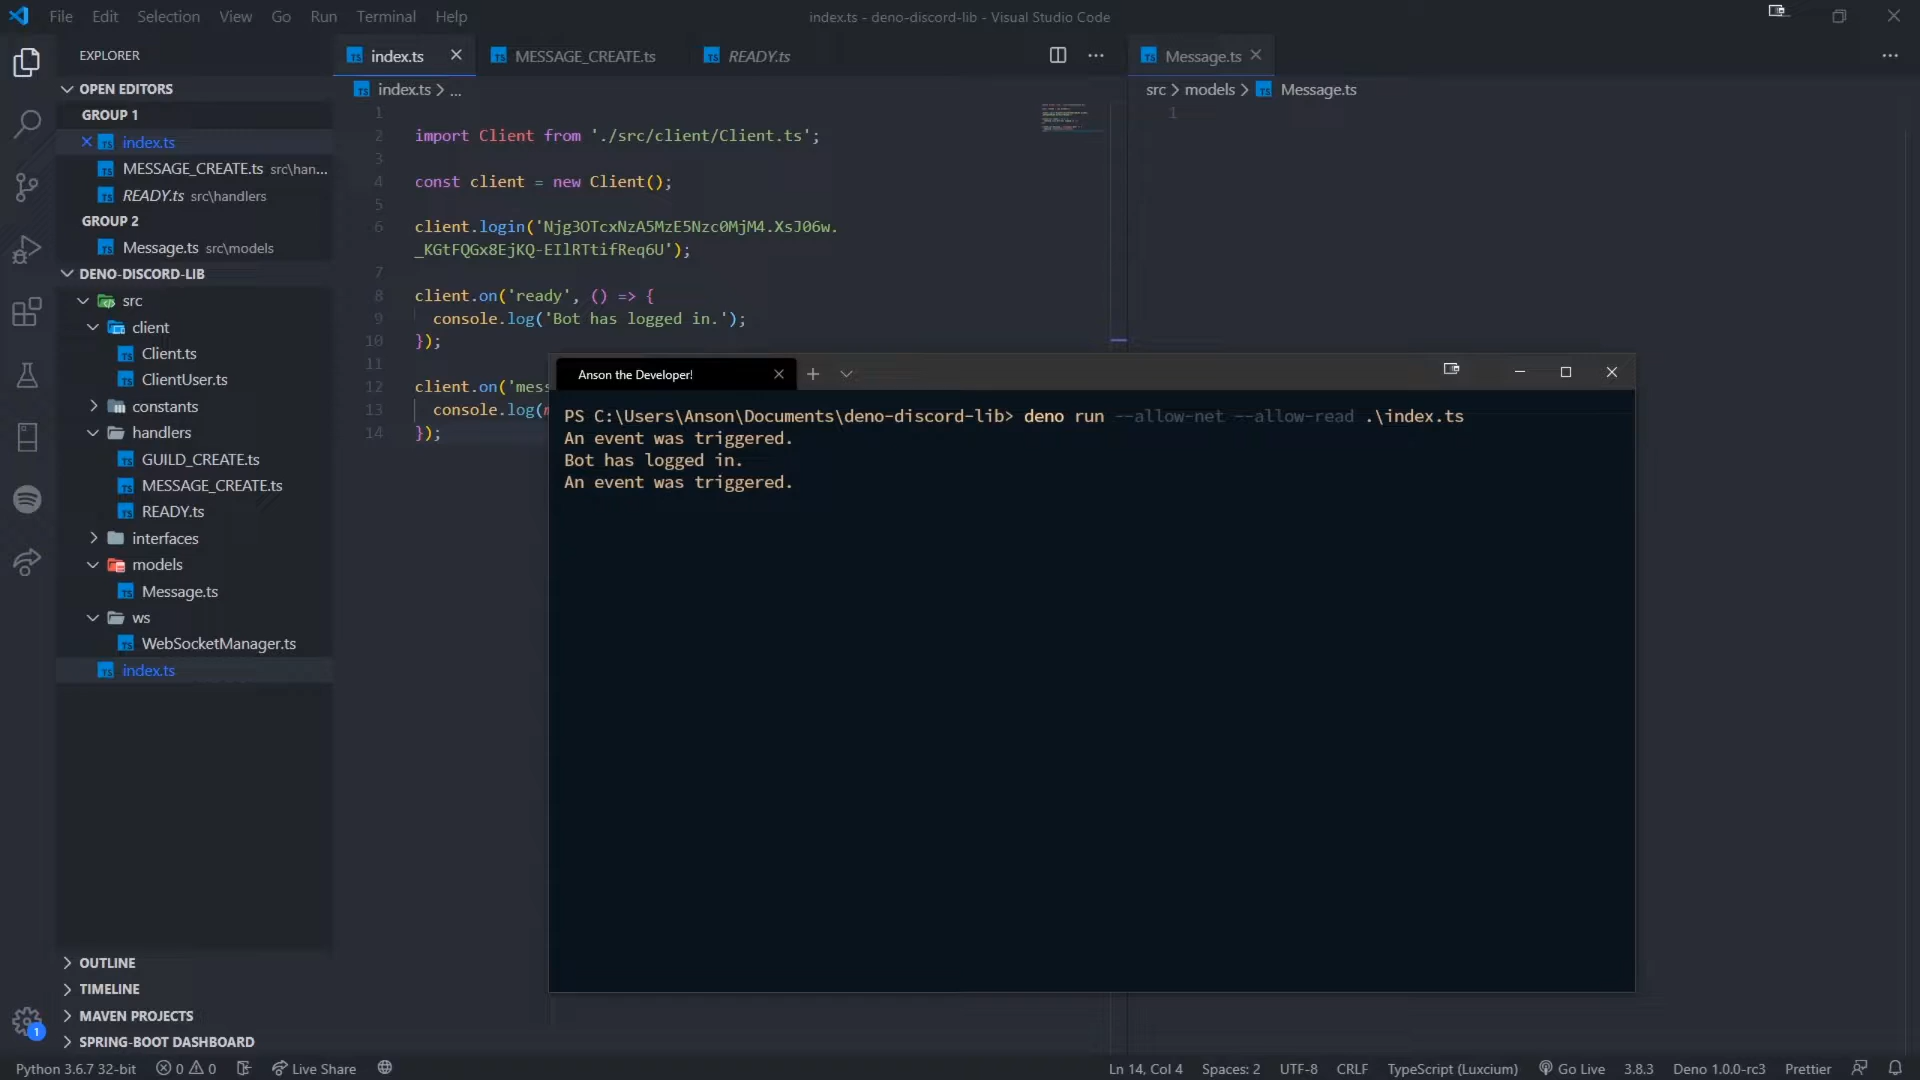 File Edit Selection View Go Run Terminal Help
index.ts - deno-discord-lib - Visual Studio Code
EXPLORER
OPEN EDITORS
GROUP 1
index.ts
MESSAGE_CREATE.ts src\han...
READY.ts src\handlers
GROUP 2
Message.ts src\models
DENO-DISCORD-LIB
src
client
Client.ts
ClientUser.ts
constants
handlers
GUILD_CREATE.ts
MESSAGE_CREATE.ts
READY.ts
interfaces
models
Message.ts
ws
WebSocketManager.ts
index.ts
OUTLINE
TIMELINE
MAVEN PROJECTS
SPRING-BOOT DASHBOARD
index.ts MESSAGE_CREATE.ts READY.ts
index.ts > ...
1
2 import Client from './src/client/Client.ts';
3
4 const client = new Client();
5
6 client.login('Njg3OTcxNzA5MzE5Nzc0MjM4.XsJ06w.
_KGtFQGx8EjKQ-EIlRTtifReq6U');
7
8 client.on('ready', () => {
9 console.log('Bot has logged in.');
10 });
11
12 client.on('mess
13 console.log(m
14 });
Message.ts
src > models > Message.ts
1
Anson the Developer!
PS C:\Users\Anson\Documents\deno-discord-lib> deno run --allow-net --allow-read .\index.ts
An event was triggered.
Bot has logged in.
An event was triggered.
1
Python 3.6.7 32-bit 0 0 Live Share Ln 14, Col 4 Spaces: 2 UTF-8 CRLF TypeScript (Luxcium) Go Live 3.8.3 Deno 1.0.0-rc3 Prettier